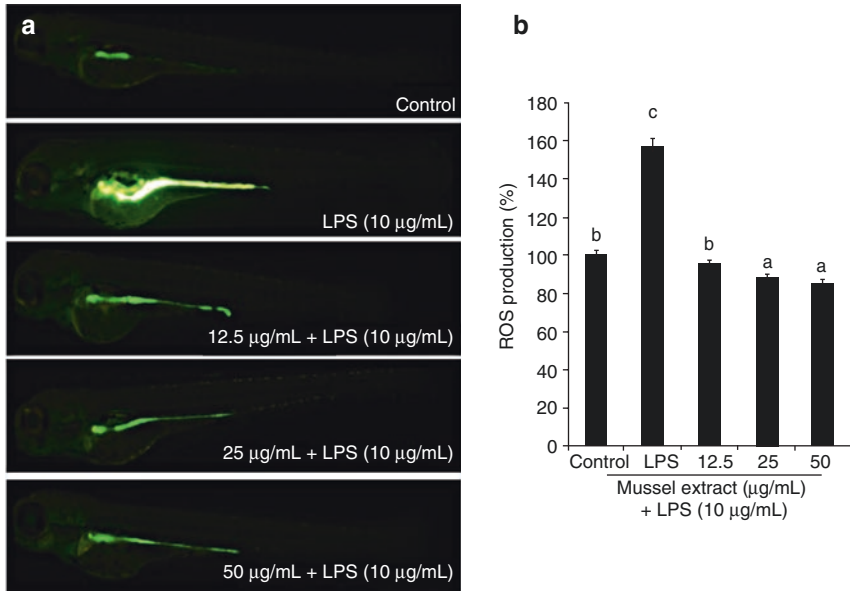 a
Control
LPS (10 μg/mL)
12.5 μg/mL + LPS (10 μg/mL)
25 μg/mL + LPS (10 μg/mL)
50 μg/mL + LPS (10 μg/mL)
b
ROS production (%)
180
160
140
120
100
80
60
40
20
0
b
c
b
a
a
Control LPS 12.5 25 50
Mussel extract (μg/mL)
+ LPS (10 μg/mL)